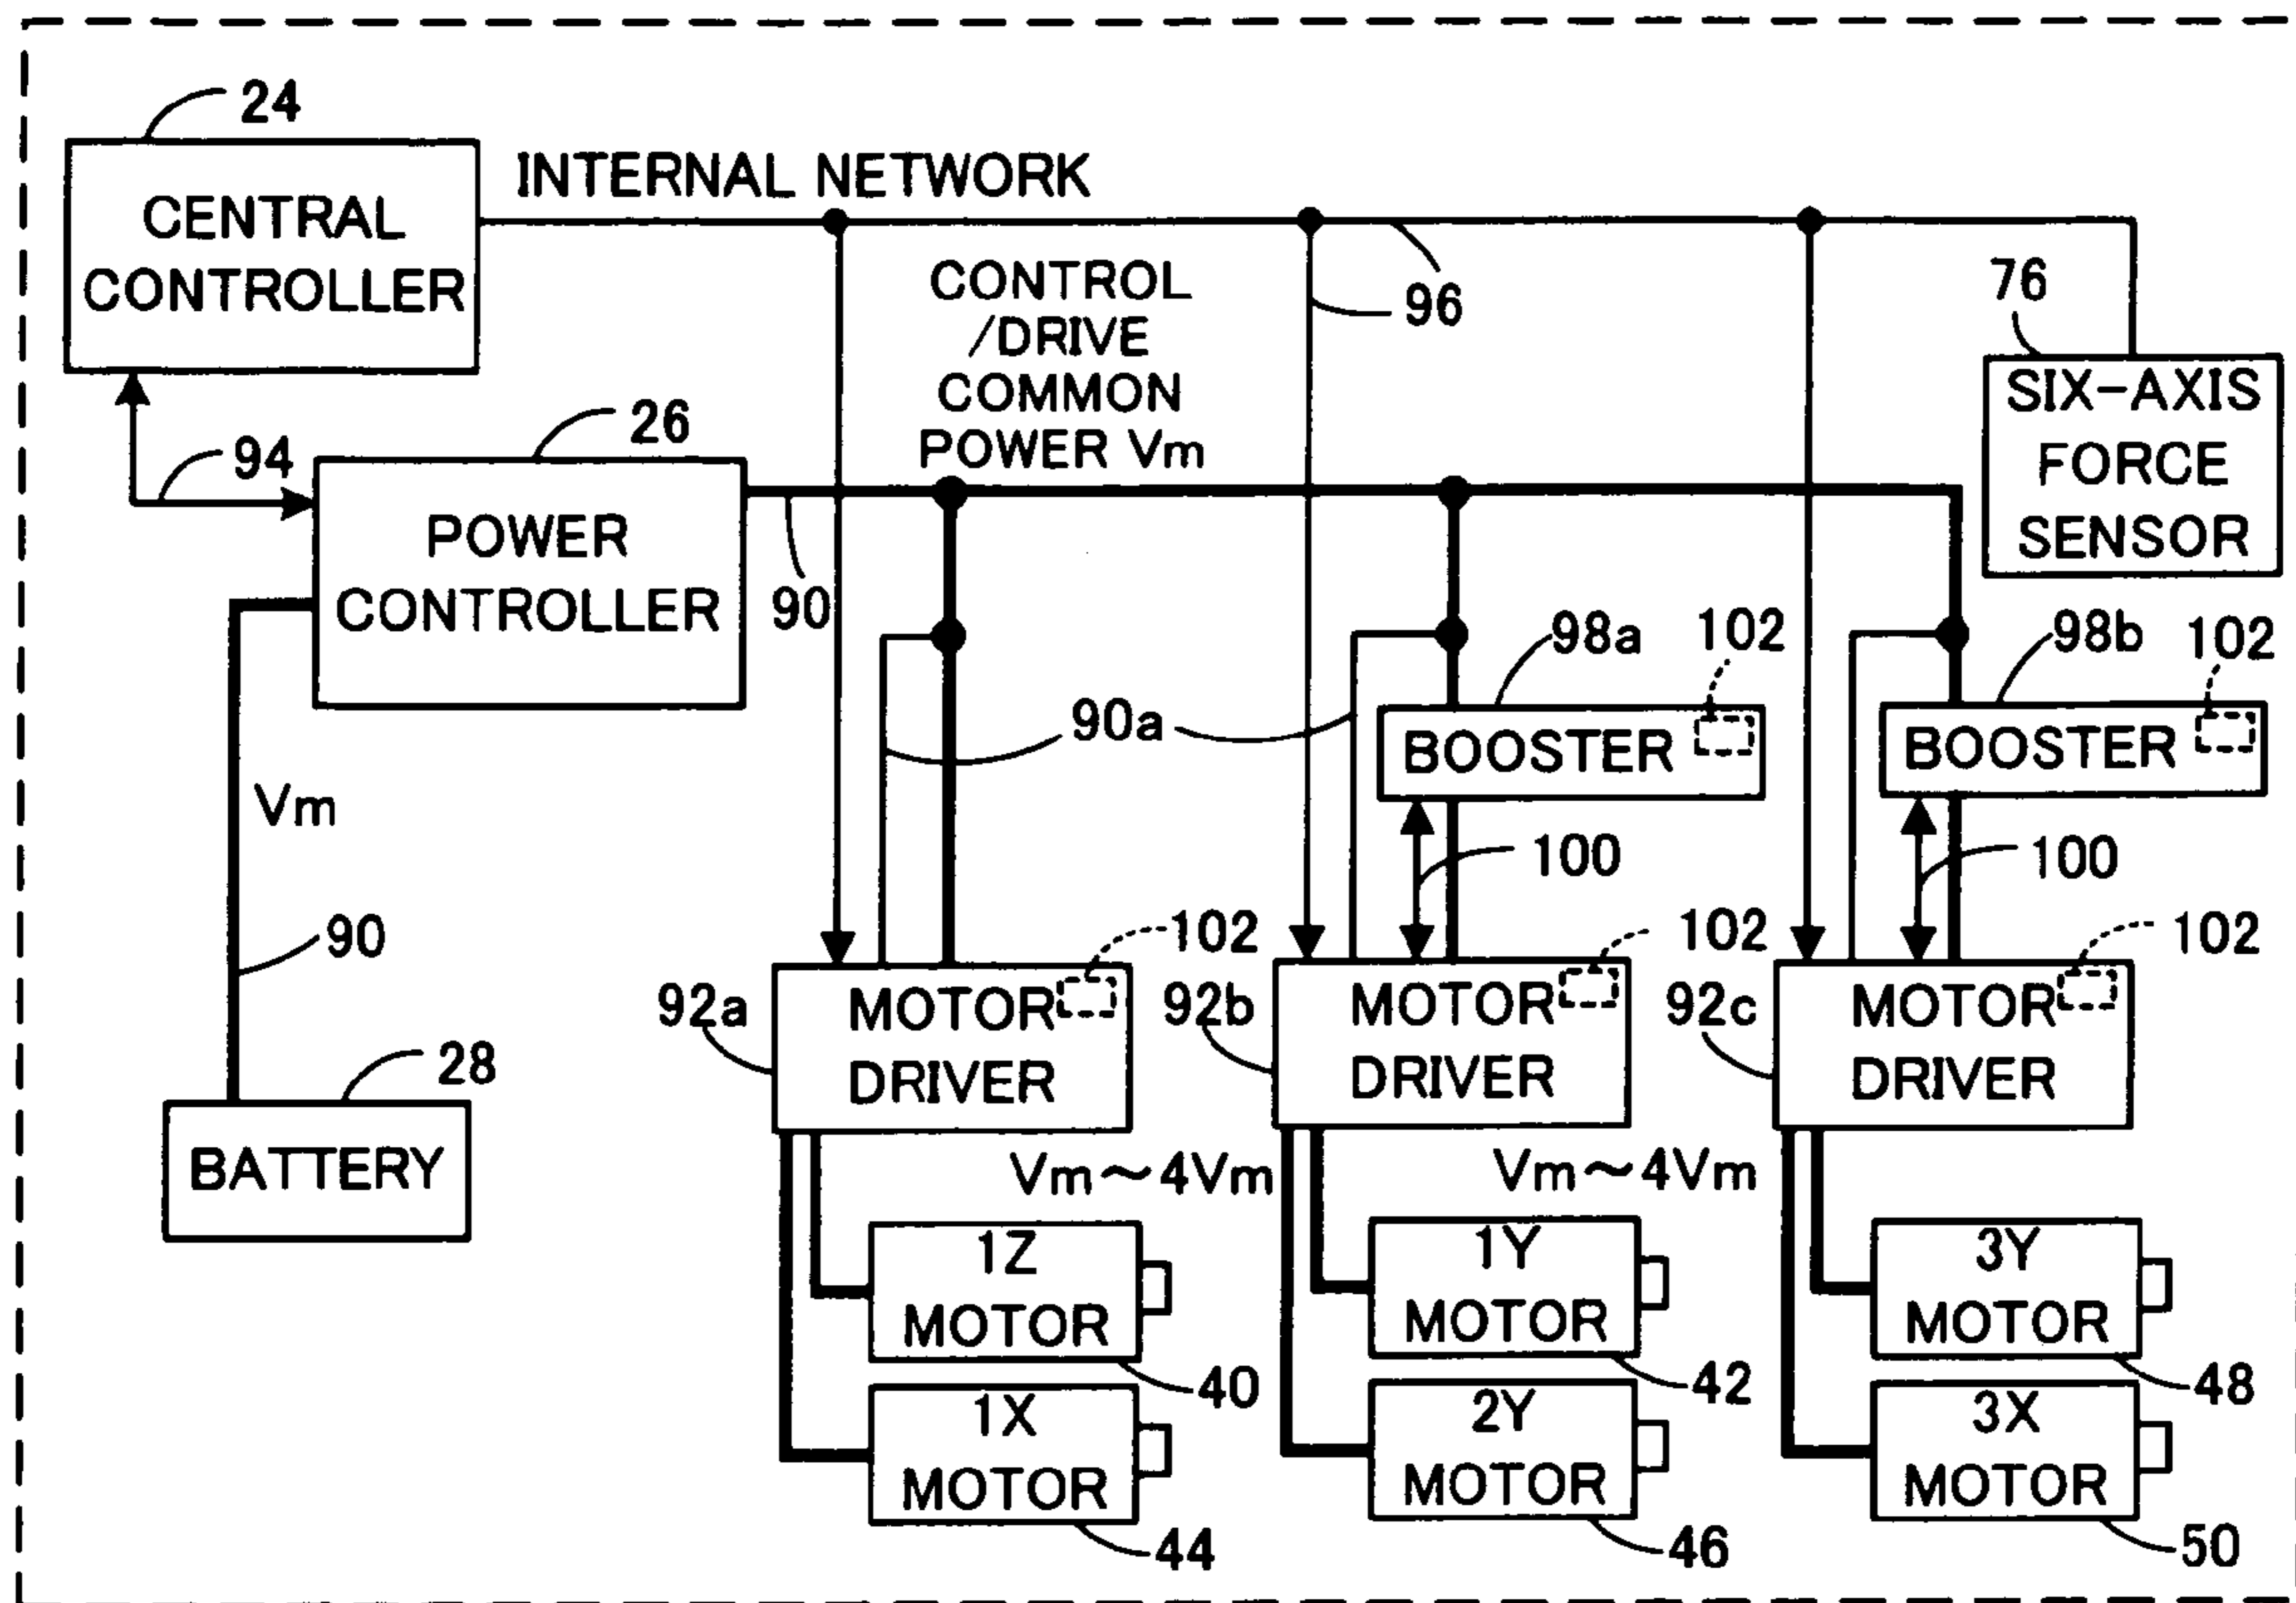 24
CENTRAL
CONTROLLER
INTERNAL NETWORK
CONTROL
/DRIVE
COMMON
POWER Vm
96
76
SIX-AXIS
FORCE
SENSOR
94
26
POWER
CONTROLLER
90
90a
98a
102
BOOSTER
98b
102
BOOSTER
Vm
90
100
100
28
BATTERY
92a
102
MOTOR
DRIVER
92b
102
MOTOR
DRIVER
92c
102
MOTOR
DRIVER
Vm~4Vm
Vm~4Vm
1Z
MOTOR
40
1X
MOTOR
44
1Y
MOTOR
42
2Y
MOTOR
46
3Y
MOTOR
48
3X
MOTOR
50